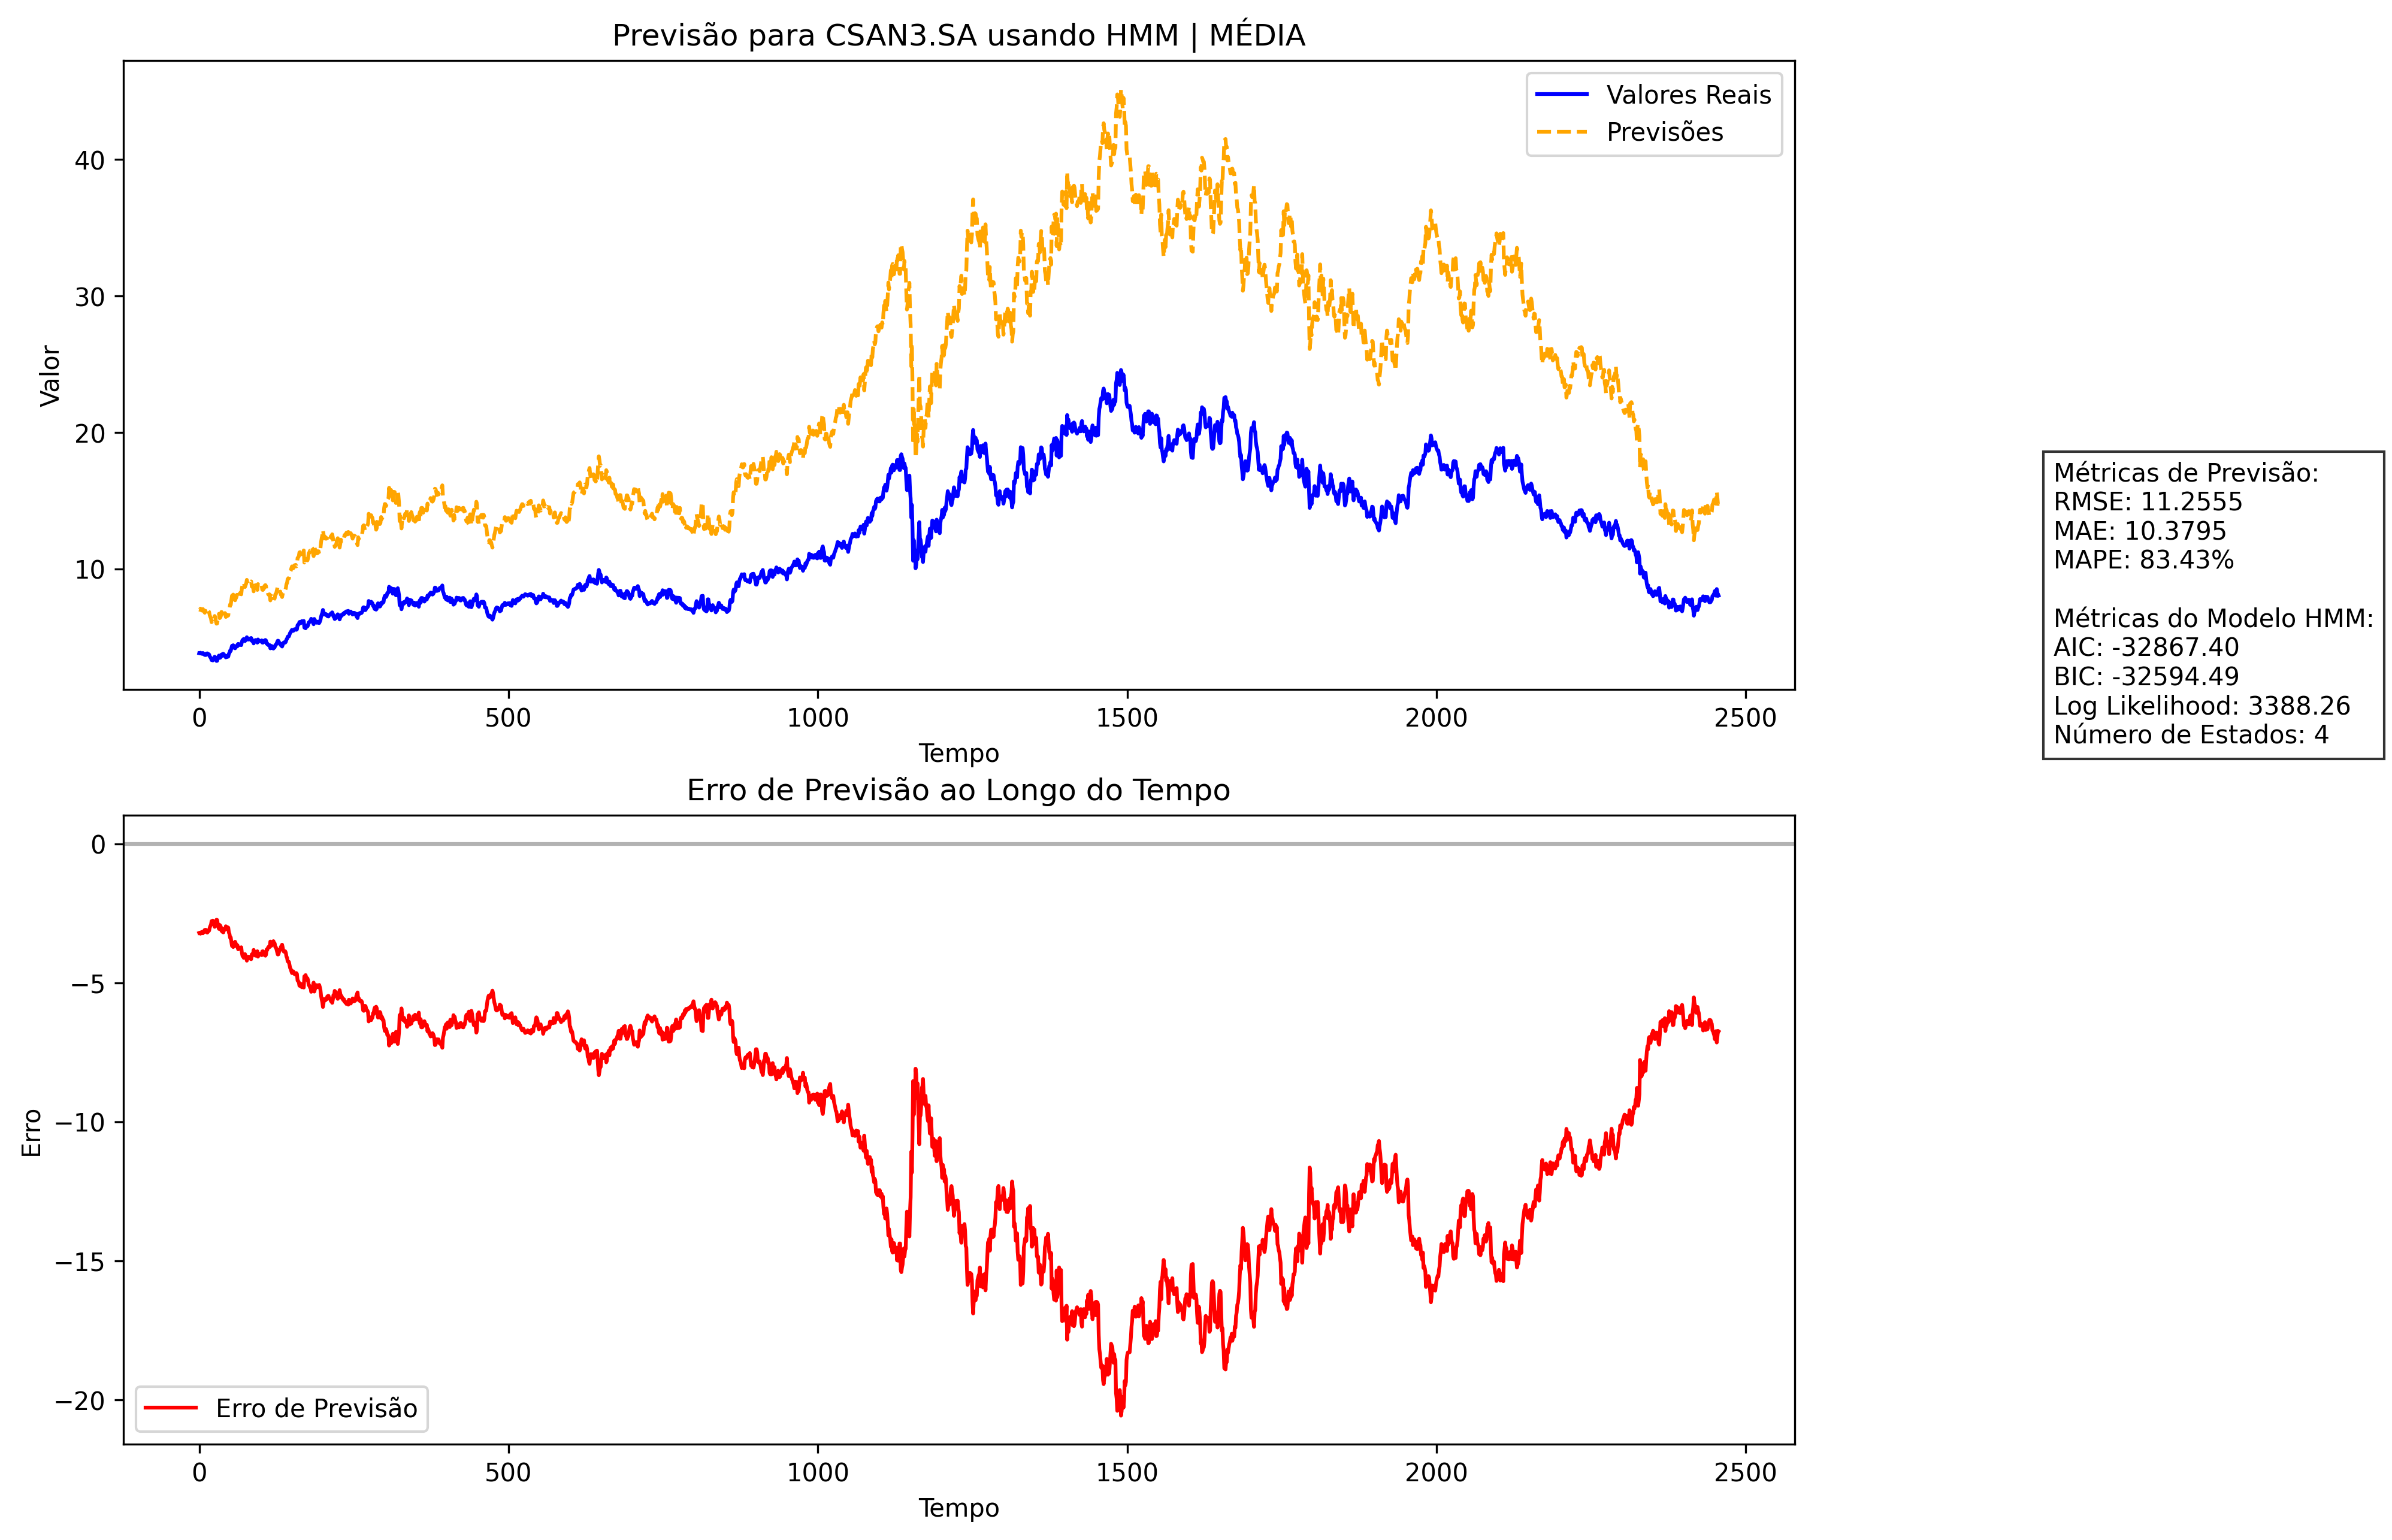 Previsão para CSAN3.SA usando HMM | MÉDIA
Valores Reais
Previsões
40
30
20
10
Valor
0
500
1000
1500
2000
2500
Tempo
Métricas de Previsão:
RMSE: 11.2555
MAE: 10.3795
MAPE: 83.43%
Métricas do Modelo HMM:
AIC: -32867.40
BIC: -32594.49
Log Likelihood: 3388.26
Número de Estados: 4
Erro de Previsão ao Longo do Tempo
0
−5
−10
−15
−20
Erro
Erro de Previsão
0
500
1000
1500
2000
2500
Tempo